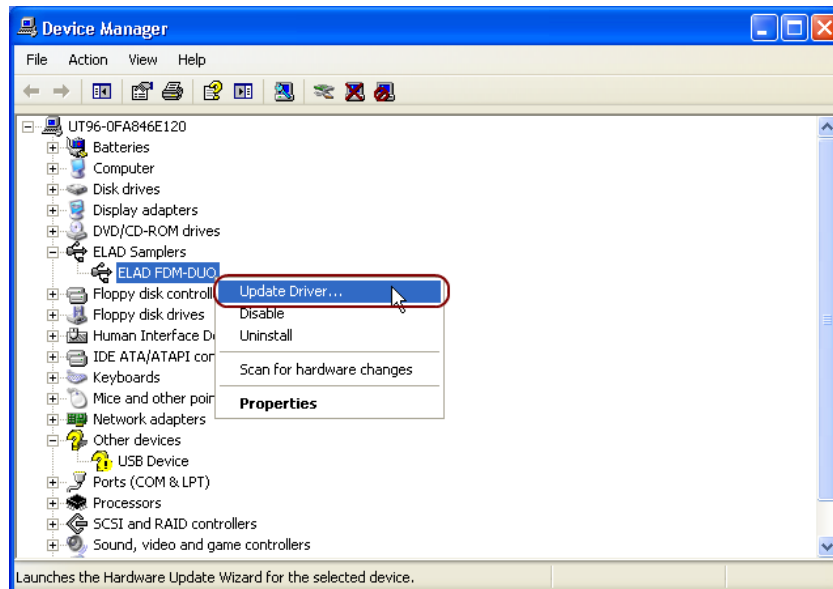 Device Manager
File Action View Help
UT96-0FA846E120
Batteries
Computer
Disk drives
Display adapters
DVD/CD-ROM drives
ELAD Samplers
ELAD FDM-DUO
Update Driver...
Floppy disk controll
Disable
Floppy disk drives
Uninstall
Human Interface D
IDE ATA/ATAPI cor
Scan for hardware changes
Keyboards
Mice and other poin
Properties
Network adapters
Other devices
USB Device
Ports (COM & LPT)
Processors
SCSI and RAID controllers
Sound, video and game controllers
Launches the Hardware Update Wizard for the selected device.